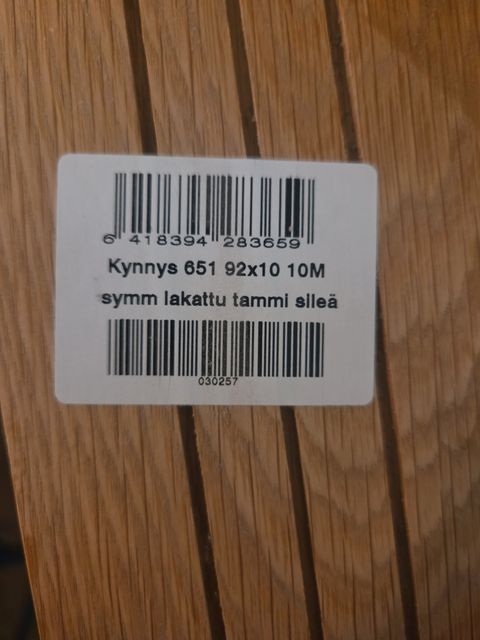 6 418394 283659
Kynnys 651 92x10 10M
symm lakattu tammi sileä
030257